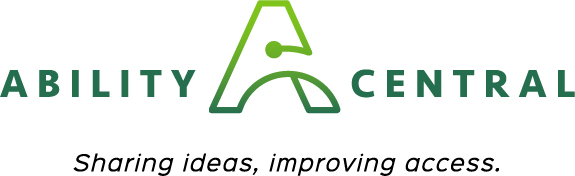 ABILITY CENTRAL
Sharing ideas, improving access.